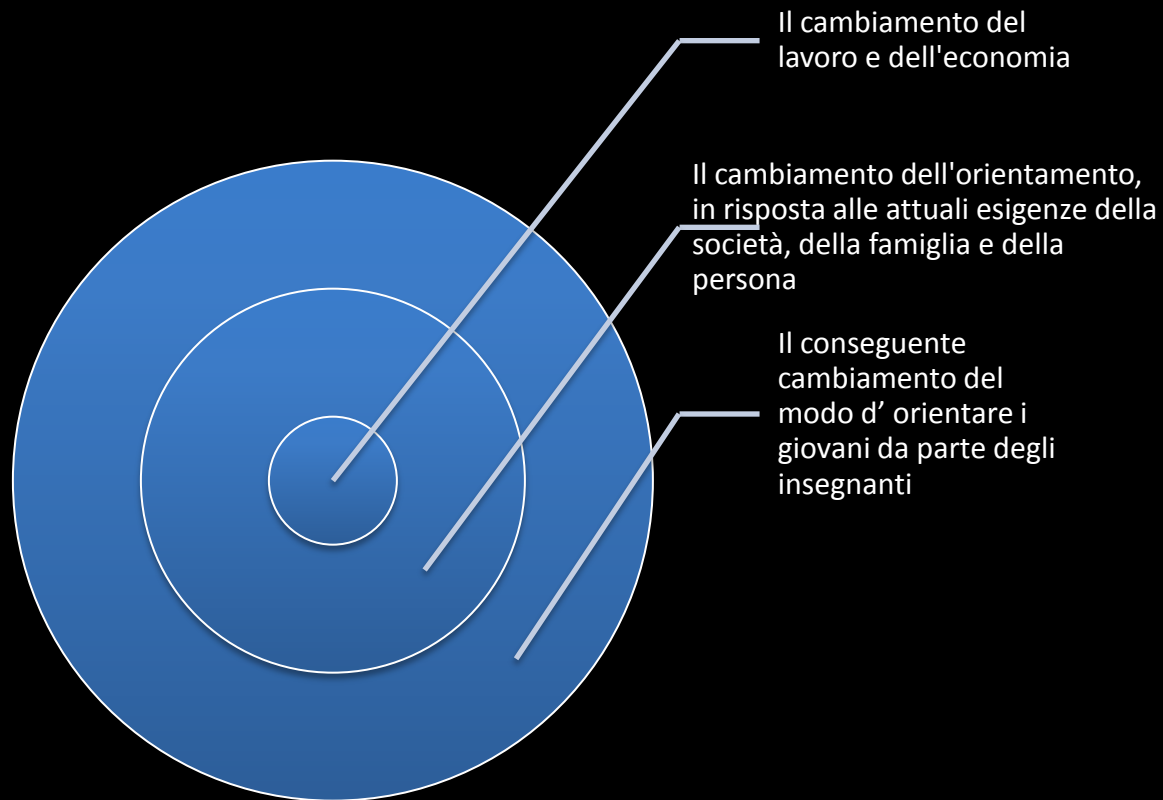 Il cambiamento del
lavoro e dell'economia
Il cambiamento dell'orientamento,
in risposta alle attuali esigenze della
società, della famiglia e della
persona
Il conseguente
cambiamento del
modo d’ orientare i
giovani da parte degli
insegnanti